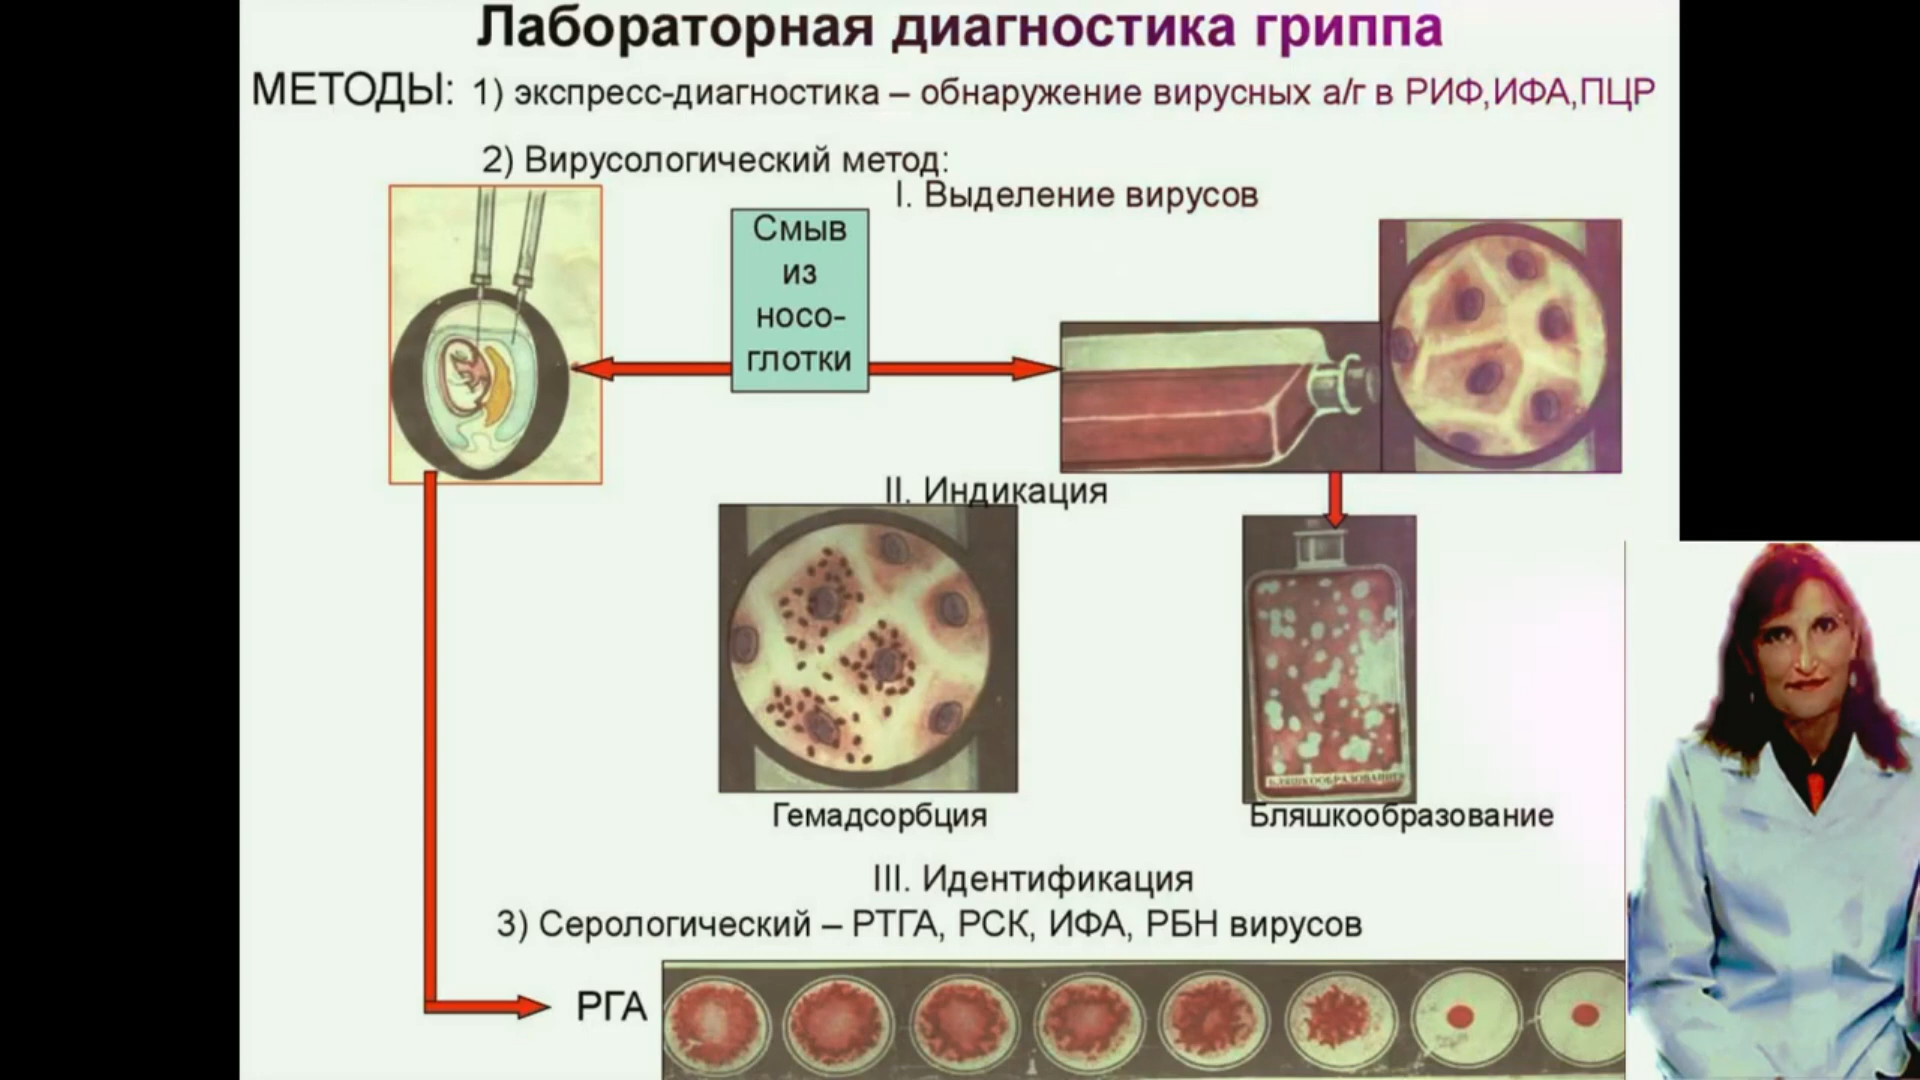 Лабораторная диагностика гриппа
МЕТОДЫ: 1) экспресс-диагностика – обнаружение вирусных а/г в РИФ,ИФА,ПЦР
2) Вирусологический метод:
I. Выделение вирусов
Смыв
из
носо-
глотки
II. Индикация
БЛЯШКООБРАЗОВАНИЕ
Гемадсорбция
Бляшкообразование
III. Идентификация
3) Серологический – РТГА, РСК, ИФА, РБН вирусов
РГА